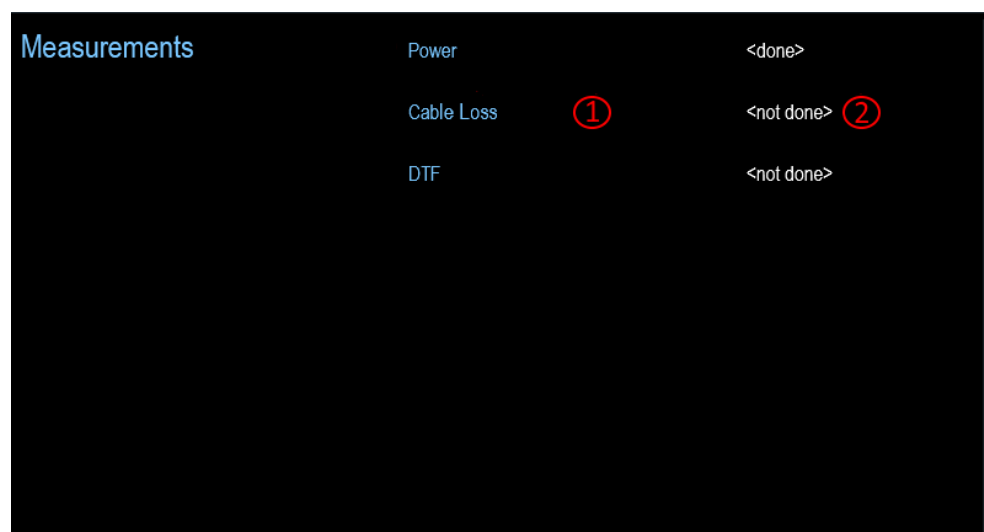 Measurements Power <done>
Cable Loss ① <not done> ②
DTF <not done>